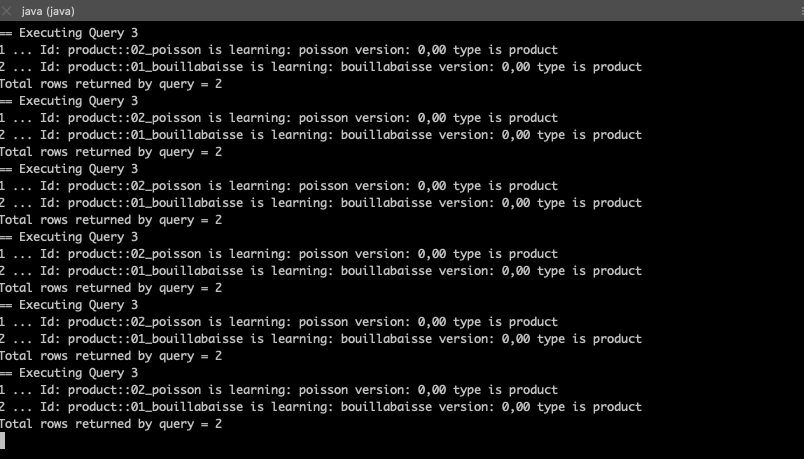 java (java)
== Executing Query 3
1 ... Id: product::02_poisson is learning: poisson version: 0,00 type is product
2 ... Id: product::01_bouillabaisse is learning: bouillabaisse version: 0,00 type is product
Total rows returned by query = 2
== Executing Query 3
1 ... Id: product::02_poisson is learning: poisson version: 0,00 type is product
2 ... Id: product::01_bouillabaisse is learning: bouillabaisse version: 0,00 type is product
Total rows returned by query = 2
== Executing Query 3
1 ... Id: product::02_poisson is learning: poisson version: 0,00 type is product
2 ... Id: product::01_bouillabaisse is learning: bouillabaisse version: 0,00 type is product
Total rows returned by query = 2
== Executing Query 3
1 ... Id: product::02_poisson is learning: poisson version: 0,00 type is product
2 ... Id: product::01_bouillabaisse is learning: bouillabaisse version: 0,00 type is product
Total rows returned by query = 2
== Executing Query 3
1 ... Id: product::02_poisson is learning: poisson version: 0,00 type is product
2 ... Id: product::01_bouillabaisse is learning: bouillabaisse version: 0,00 type is product
Total rows returned by query = 2
== Executing Query 3
1 ... Id: product::02_poisson is learning: poisson version: 0,00 type is product
2 ... Id: product::01_bouillabaisse is learning: bouillabaisse version: 0,00 type is product
Total rows returned by query = 2